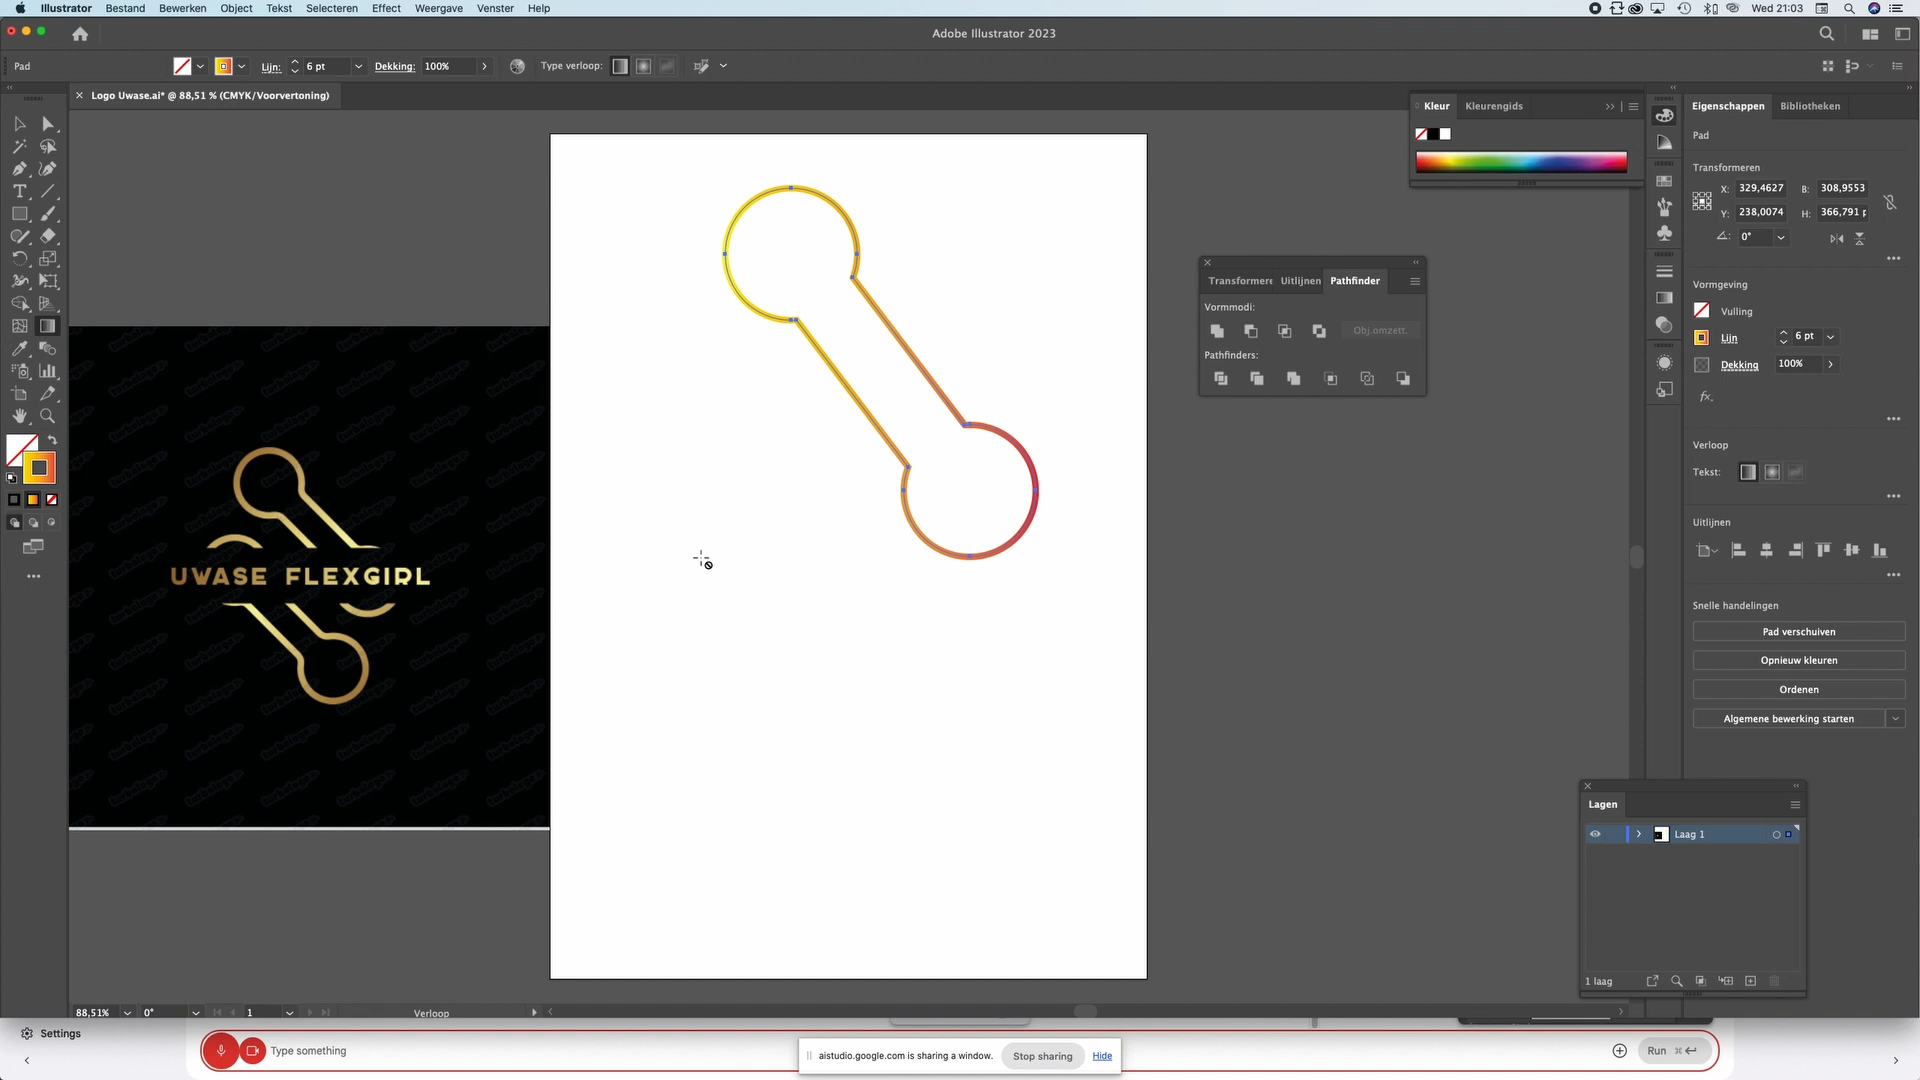 Illustrator Bestand Bewerken Object Tekst Selecteren Effect Weergave Venster Help
Wed 21:03
Adobe Illustrator 2023
Pad
Lijn: 6 pt
Dekking: 100%
Type verloop:
Logo Uwase.ai* @ 88,51 % (CMYK/Voorvertoning)
Kleur Kleurengids
Eigenschappen Bibliotheken
Pad
Transformeren
X: 329,4627 B: 308,9553
Y: 238,0074 H: 366,791
0°
Transformere Uitlijnen Pathfinder
Vormmodi:
Obj.omzett.
Pathfinders:
Vormgeving
Vulling
Lijn 6 pt
Dekking 100%
fx
Verloop
Tekst:
Uitlijnen
Snelle handelingen
Pad verschuiven
Opnieuw kleuren
Ordenen
Algemene bewerking starten
UWASE FLEXGIRL
Lagen
Laag 1
1 laag
88,51% 0° 1 Verloop
Settings
Type something
aistudio.google.com is sharing a window. Stop sharing Hide
Run ⌘